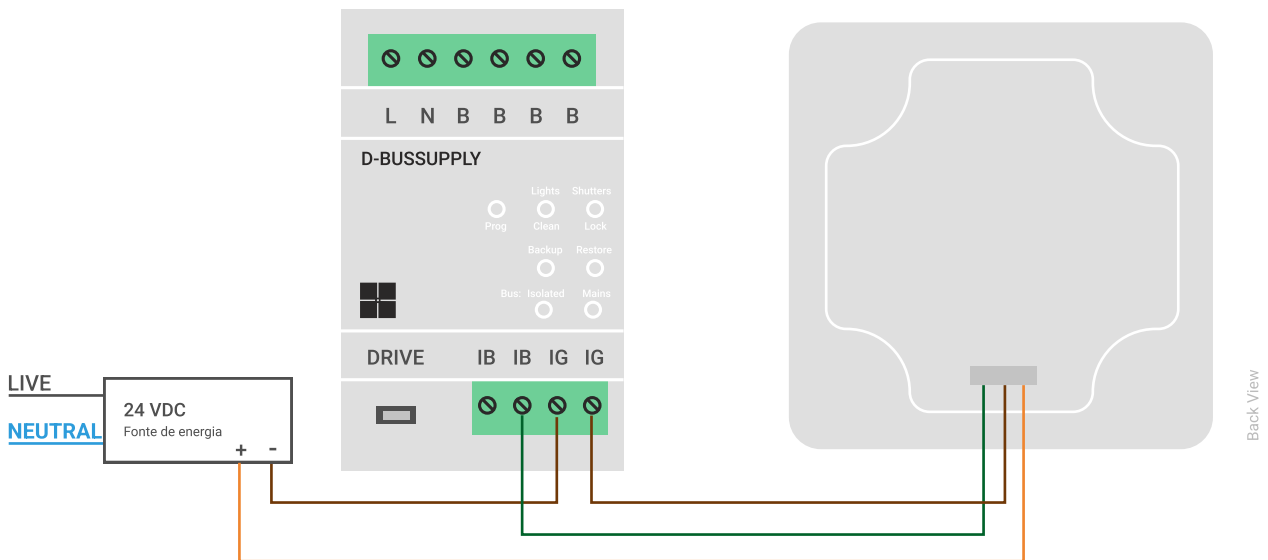 L N B B B B
D-BUSSUPPLY
Lights Shutters
Prog Clean Lock
Backup Restore
Bus: Isolated Mains
DRIVE IB IB IG IG
LIVE
NEUTRAL
24 VDC
Fonte de energia
+ -
Back View